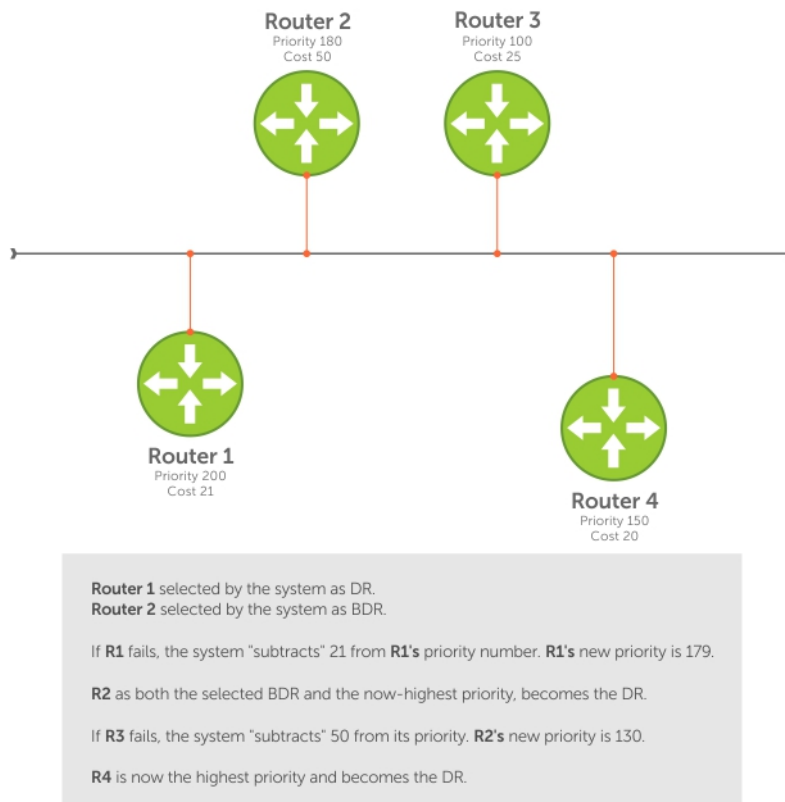 Router 2
Priority 180
Cost 50
Router 3
Priority 100
Cost 25
Router 1
Priority 200
Cost 21
Router 4
Priority 150
Cost 20
Router 1 selected by the system as DR.
Router 2 selected by the system as BDR.
If R1 fails, the system "subtracts" 21 from R1's priority number. R1's new priority is 179.
R2 as both the selected BDR and the now-highest priority, becomes the DR.
If R3 fails, the system "subtracts" 50 from its priority. R2's new priority is 130.
R4 is now the highest priority and becomes the DR.